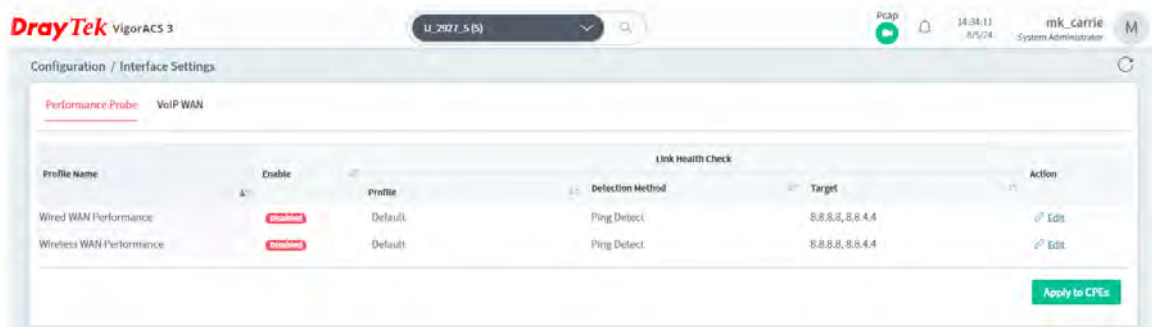 DrayTek VigorACS 3
U_2927_5 (5)
Pcap
14:34:11
8/5/24
mk_carrie
System Administrator
M
Configuration / Interface Settings
Performance Probe VoIP WAN
Profile Name Enable Link Health Check Action
Profile Detection Method Target
Wired WAN Performance Disabled Default Ping Detect 8.8.8.8, 8.8.4.4 Edit
Wireless WAN Performance Disabled Default Ping Detect 8.8.8.8, 8.8.4.4 Edit
Apply to CPEs